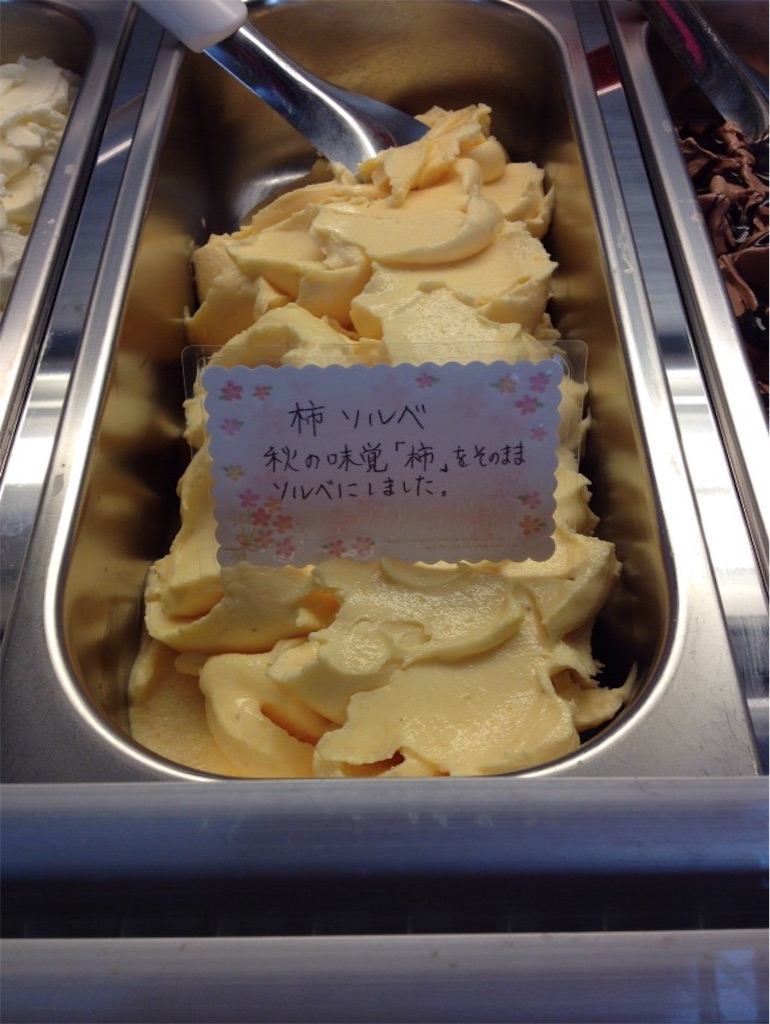 柿 ソルベ
秋の味覚「柿」をそのまま
ソルベにしました。